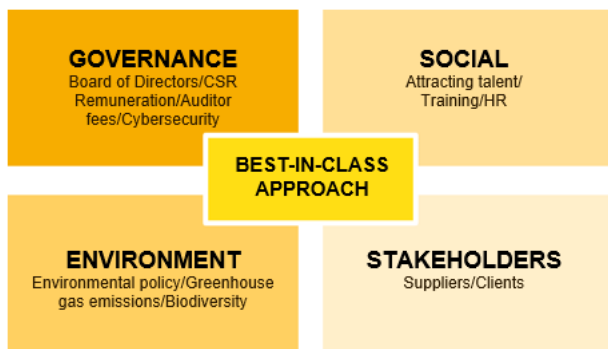 GOVERNANCE
Board of Directors/CSR
Remuneration/Auditor
fees/Cybersecurity
SOCIAL
Attracting talent/
Training/HR
BEST-IN-CLASS
APPROACH
ENVIRONMENT
Environmental policy/Greenhouse
gas emissions/Biodiversity
STAKEHOLDERS
Suppliers/Clients